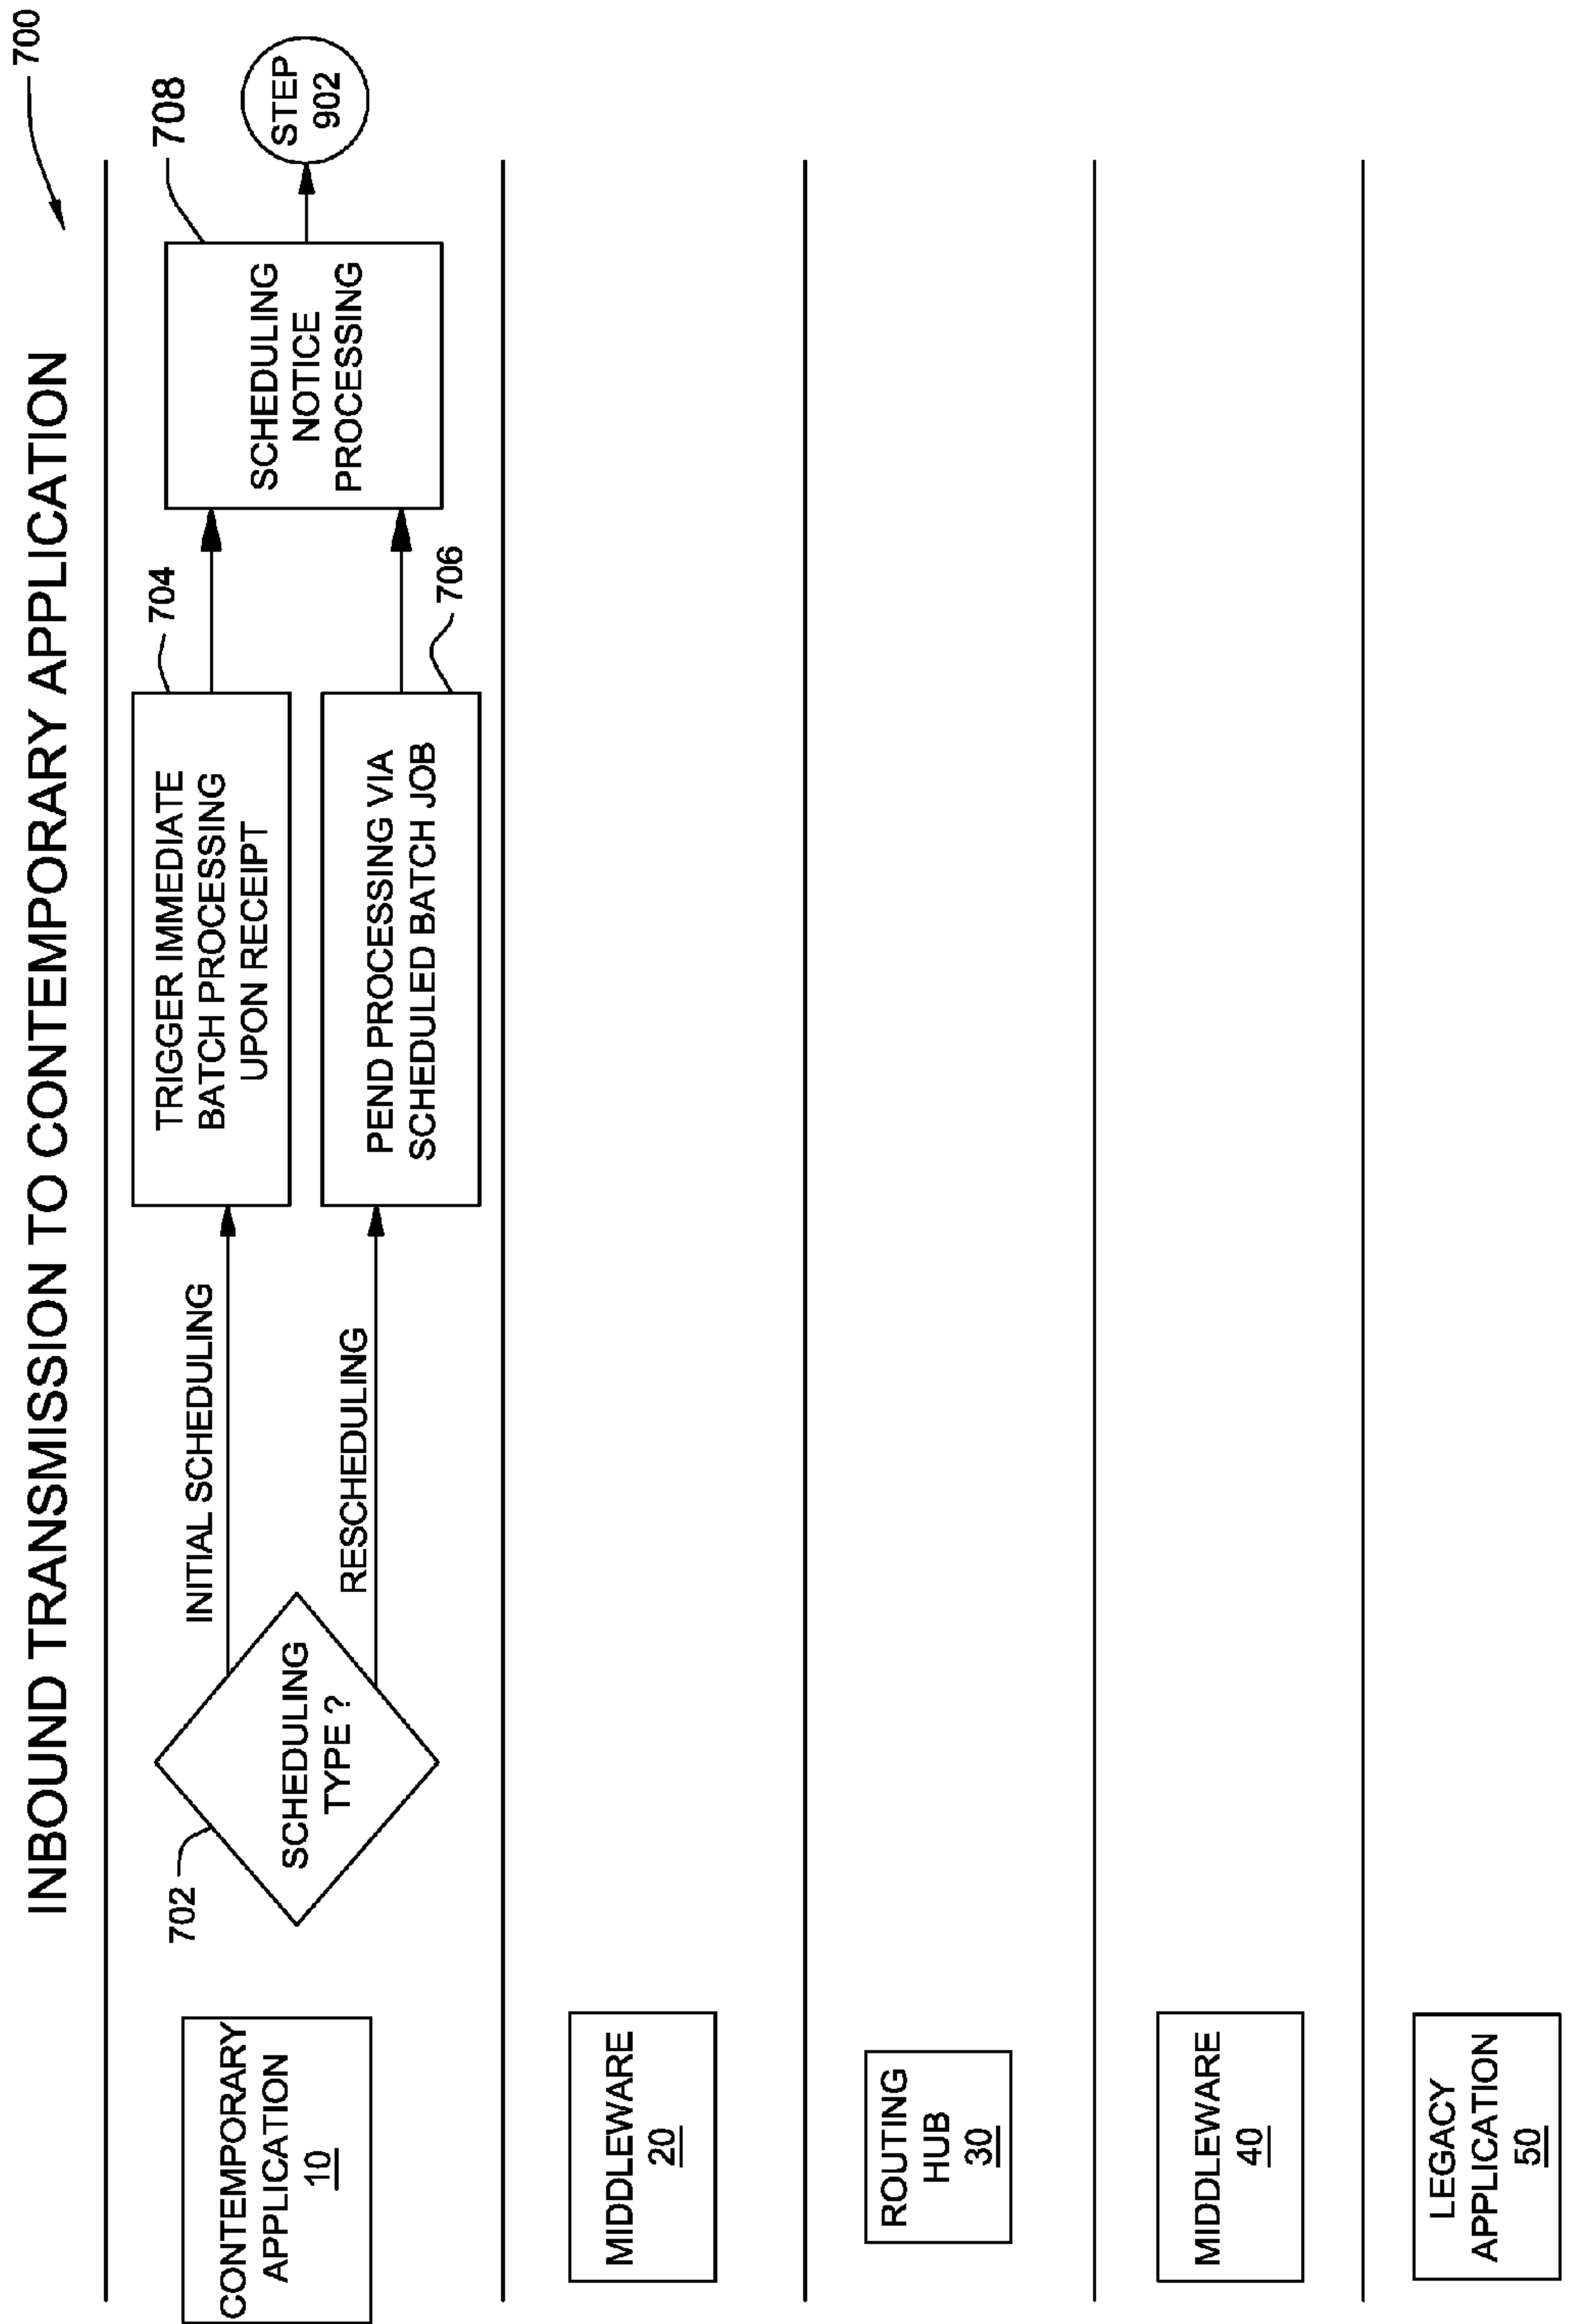 INBOUND TRANSMISSION TO CONTEMPORARY APPLICATION
700
CONTEMPORARY
APPLICATION
10
702
SCHEDULING
TYPE ?
INITIAL SCHEDULING
RESCHEDULING
704
TRIGGER IMMEDIATE
BATCH PROCESSING
UPON RECEIPT
PEND PROCESSING VIA
SCHEDULED BATCH JOB
706
708
SCHEDULING
NOTICE
PROCESSING
STEP
902
MIDDLEWARE
20
ROUTING
HUB
30
MIDDLEWARE
40
LEGACY
APPLICATION
50